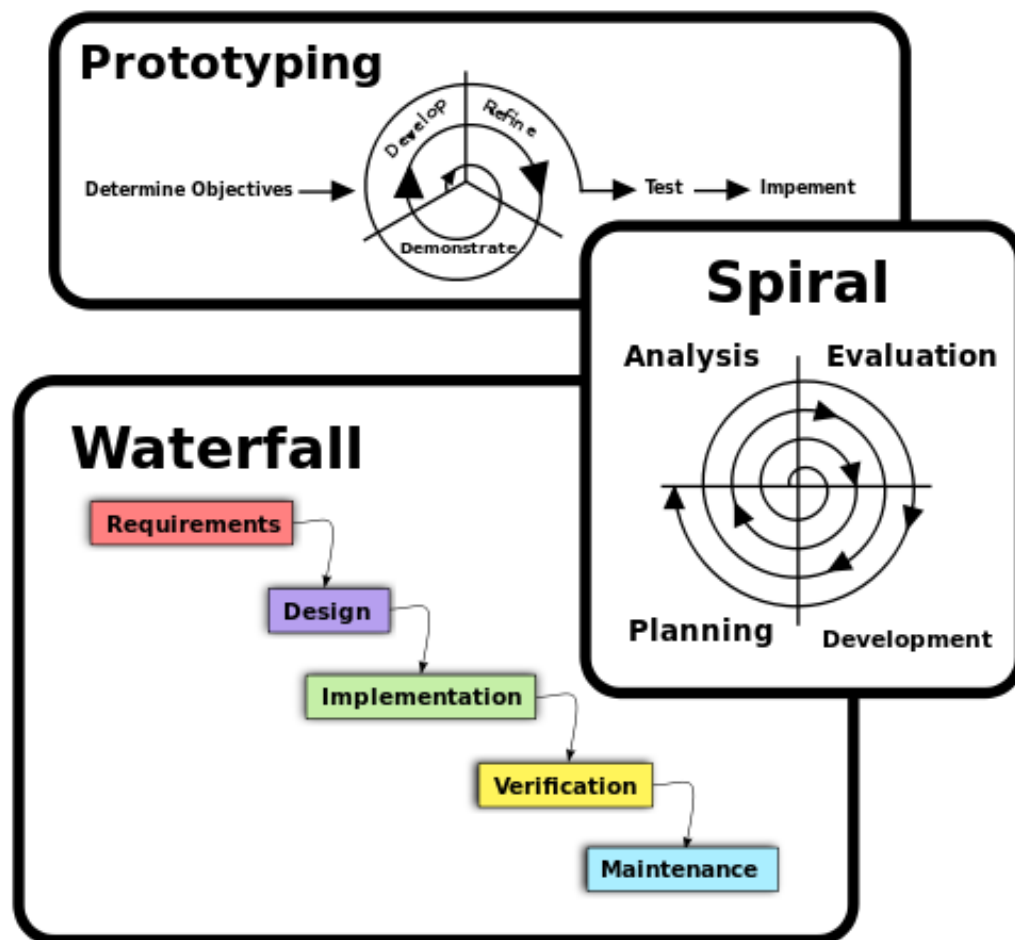 Prototyping
Develop
Refine
Determine Objectives
Test
Impement
Demonstrate
Spiral
Analysis
Evaluation
Planning
Development
Waterfall
Requirements
Design
Implementation
Verification
Maintenance